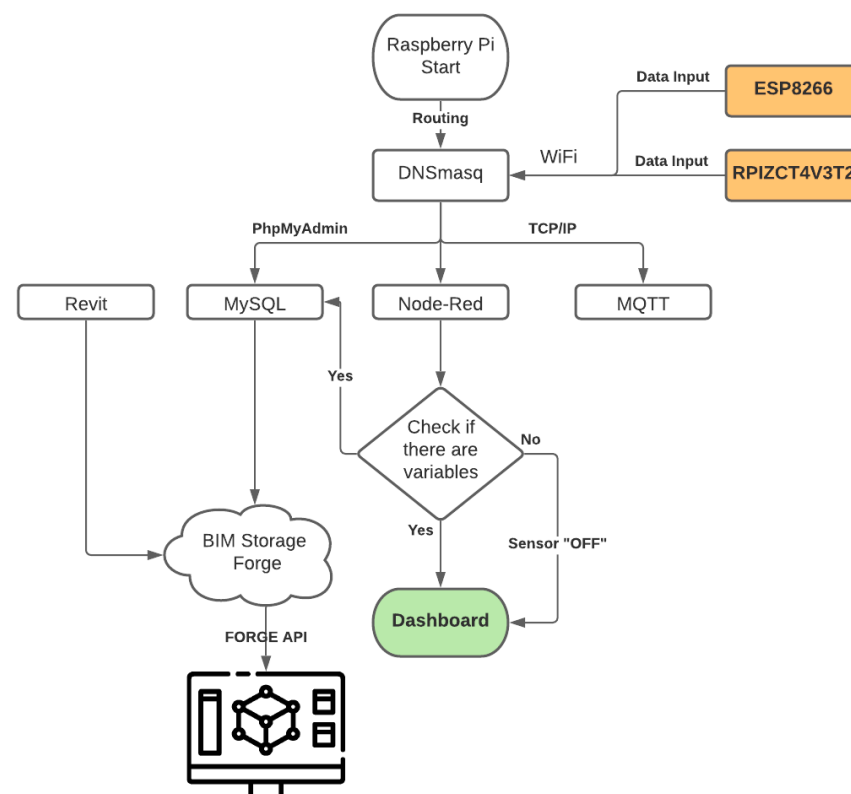 Raspberry Pi
Start
Data Input
ESP8266
Routing
WiFi
Data Input
DNSmasq
RPIZCT4V3T2
PhpMyAdmin
TCP/IP
Revit
MySQL
Node-Red
MQTT
Yes
Check if
there are
variables
No
Yes
Sensor "OFF"
BIM Storage
Forge
Dashboard
FORGE API